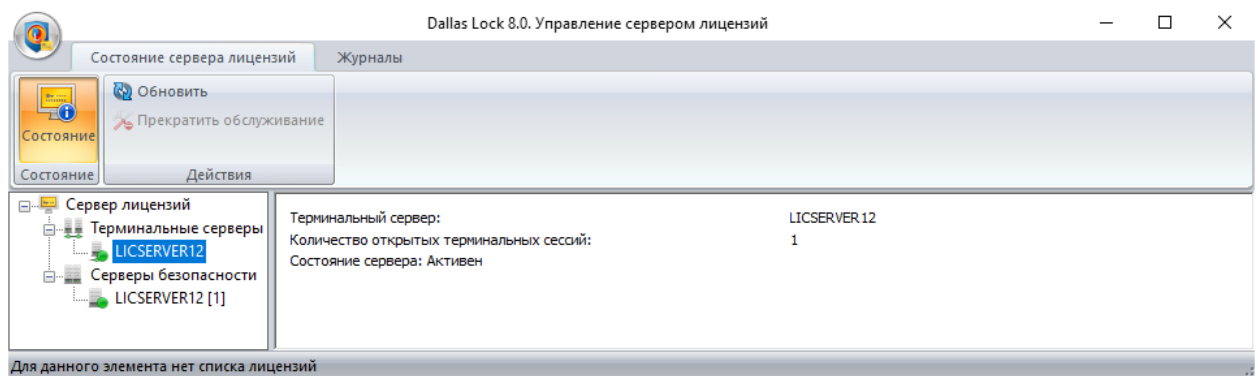 Dallas Lock 8.0. Управление сервером лицензий
Состояние сервера лицензий Журналы
Обновить
Прекратить обслуживание
Состояние
Состояние Действия
Сервер лицензий
Терминальные серверы
LICSERVER12
Серверы безопасности
LICSERVER12 [1]
Терминальный сервер: LICSERVER12
Количество открытых терминальных сессий: 1
Состояние сервера: Активен
Для данного элемента нет списка лицензий